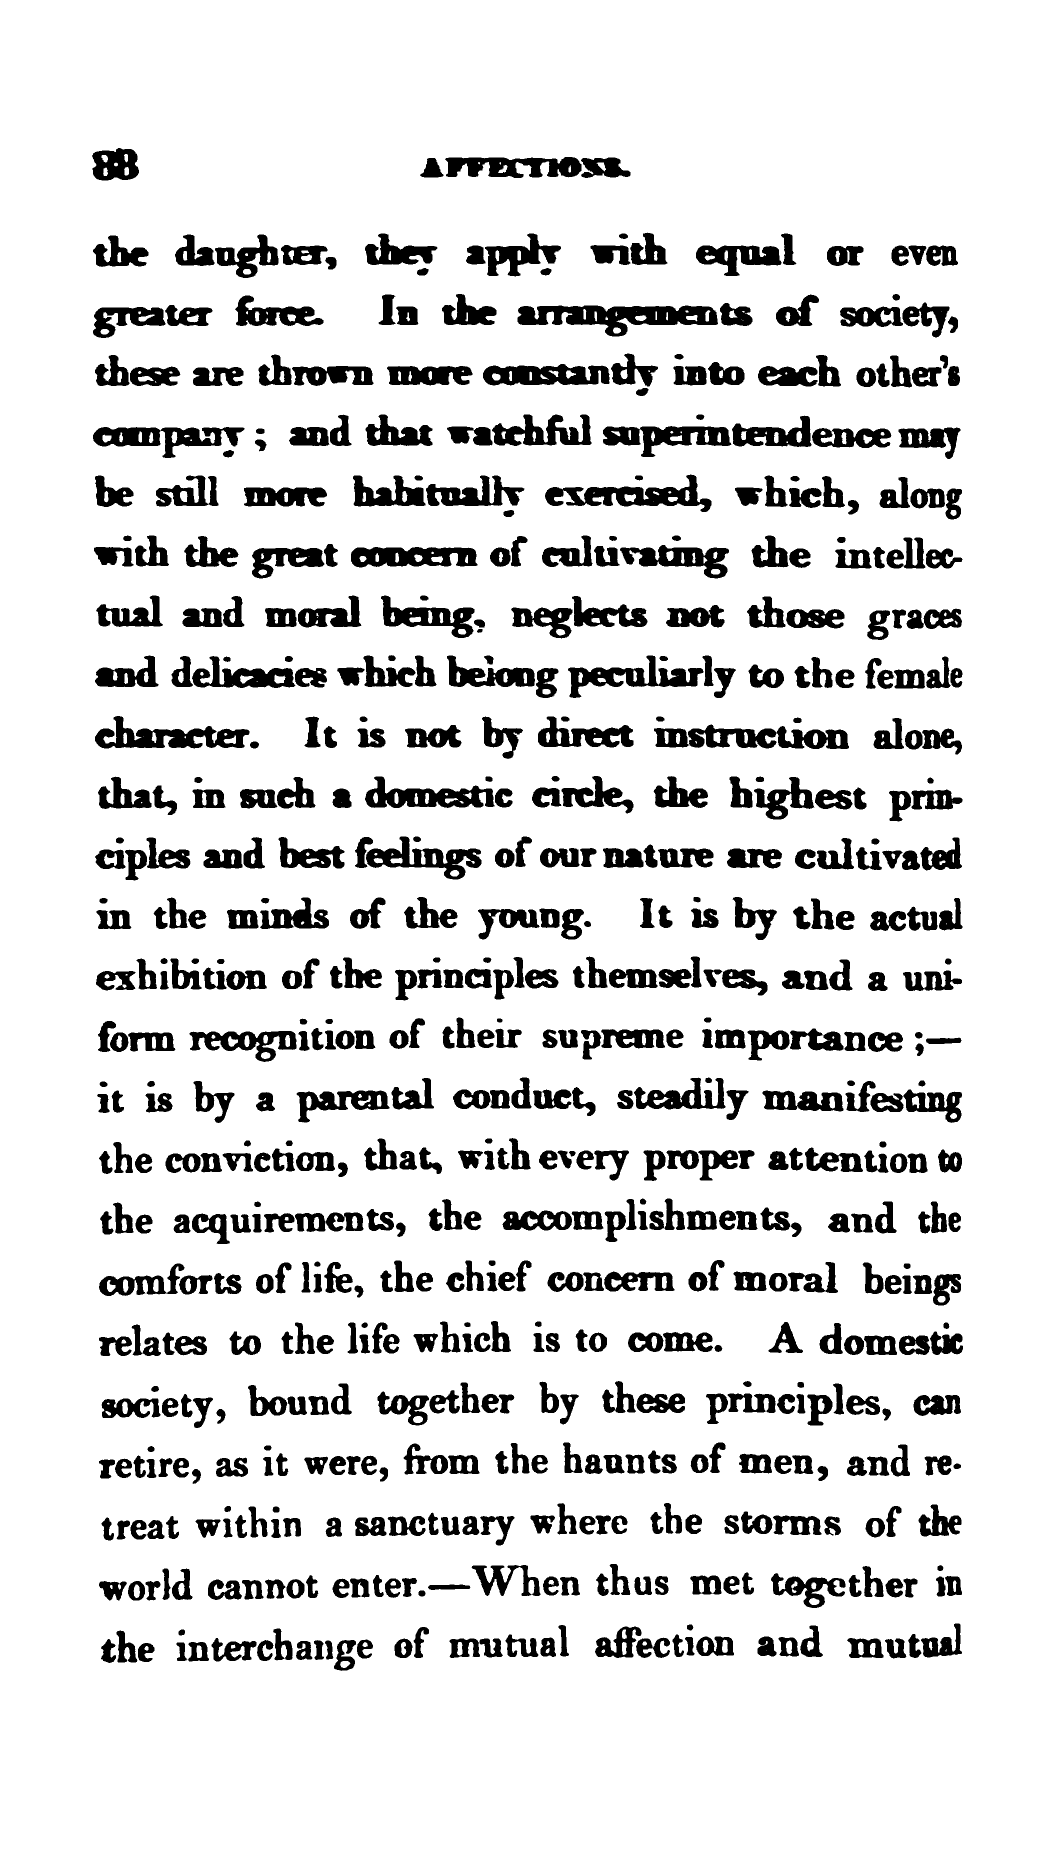 88 AFFECTIONS.
the daughter, they apply with equal or even
greater force. In the arrangements of society,
these are thrown more constantly into each other's
company; and that watchful superintendence may
be still more habitually exercised, which, along
with the great concern of cultivating the intellec-
tual and moral being, neglects not those graces
and delicacies which belong peculiarly to the female
character. It is not by direct instruction alone,
that, in such a domestic circle, the highest prin-
ciples and best feelings of our nature are cultivated
in the minds of the young. It is by the actual
exhibition of the principles themselves, and a uni-
form recognition of their supreme importance;—
it is by a parental conduct, steadily manifesting
the conviction, that, with every proper attention to
the acquirements, the accomplishments, and the
comforts of life, the chief concern of moral beings
relates to the life which is to come. A domestic
society, bound together by these principles, can
retire, as it were, from the haunts of men, and re-
treat within a sanctuary where the storms of the
world cannot enter.—When thus met together in
the interchange of mutual affection and mutual